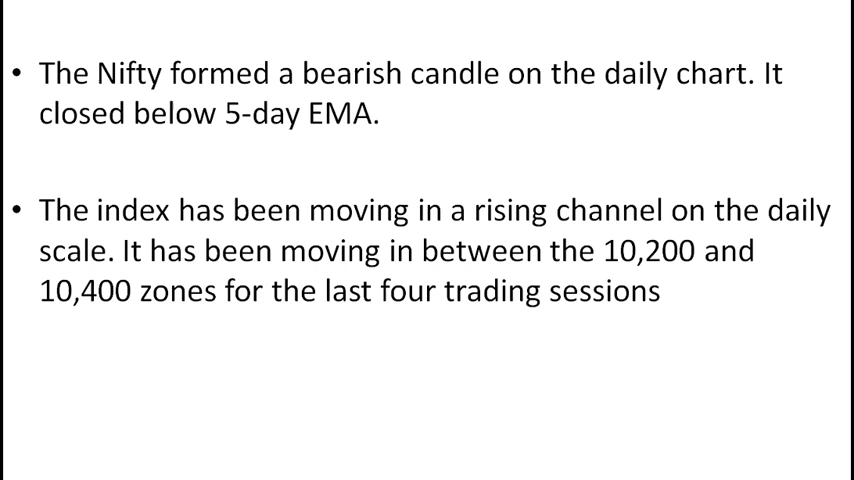 • The Nifty formed a bearish candle on the daily chart. It
closed below 5-day EMA.
• The index has been moving in a rising channel on the daily
scale. It has been moving in between the 10,200 and
10,400 zones for the last four trading sessions